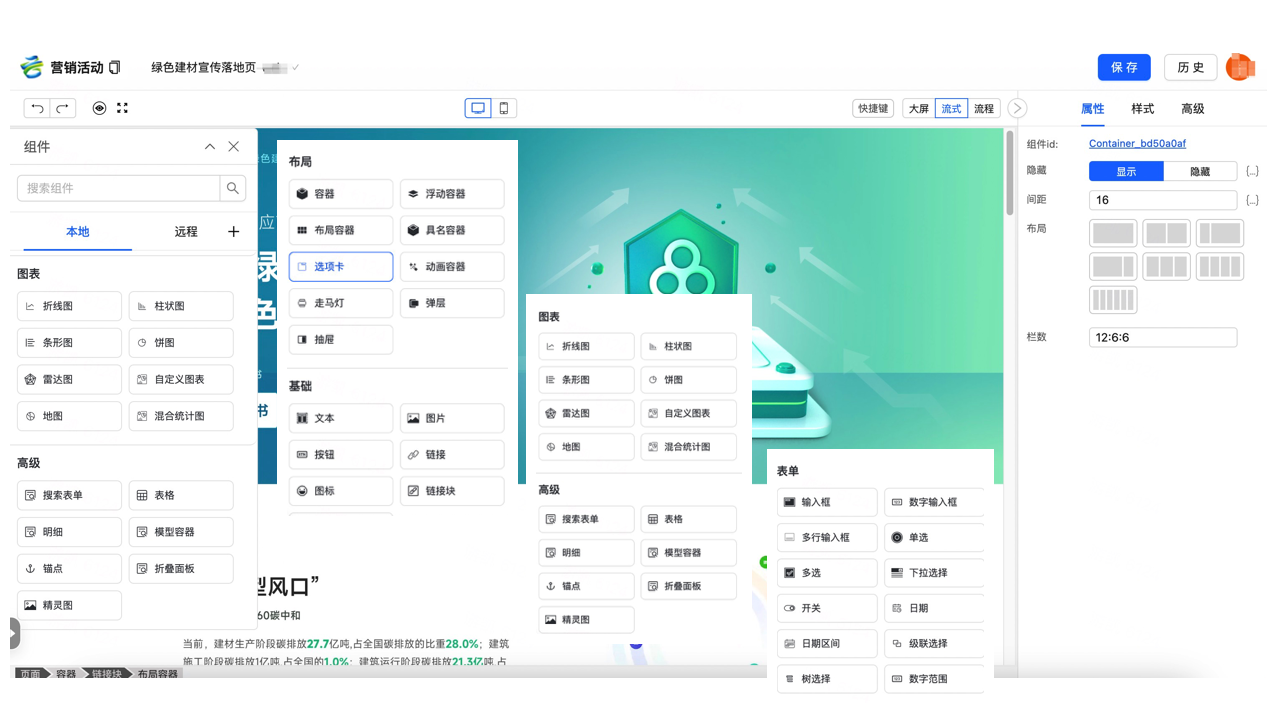 营销活动
绿色建材宣传落地页
保 存
历 史
快捷键
大屏
流式
流程
属性
样式
高级
组件
搜索组件
本地
远程
图表
折线图
柱状图
条形图
饼图
雷达图
自定义图表
地图
混合统计图
高级
搜索表单
表格
明细
模型容器
锚点
折叠面板
精灵图
布局
容器
浮动容器
布局容器
具名容器
选项卡
动画容器
走马灯
弹层
抽屉
基础
文本
图片
按钮
链接
图标
链接块
图表
折线图
柱状图
条形图
饼图
雷达图
自定义图表
地图
混合统计图
高级
搜索表单
表格
明细
模型容器
锚点
折叠面板
精灵图
表单
输入框
数字输入框
多行输入框
单选
多选
下拉选择
开关
日期
日期区间
级联选择
树选择
数字范围
组件id:
Container_bd50a0af
隐藏
显示
隐藏
{...}
间距
16
{...}
布局
栏数
12:6:6
应
绿
色
书
型风口”
60碳中和
当前，建材生产阶段碳排放27.7亿吨,占全国碳排放的比重28.0%；建筑
施工阶段碳排放1亿吨,占全国的1.0%；建筑运行阶段碳排放21.3亿吨,占
页面
容器
链接块
布局容器